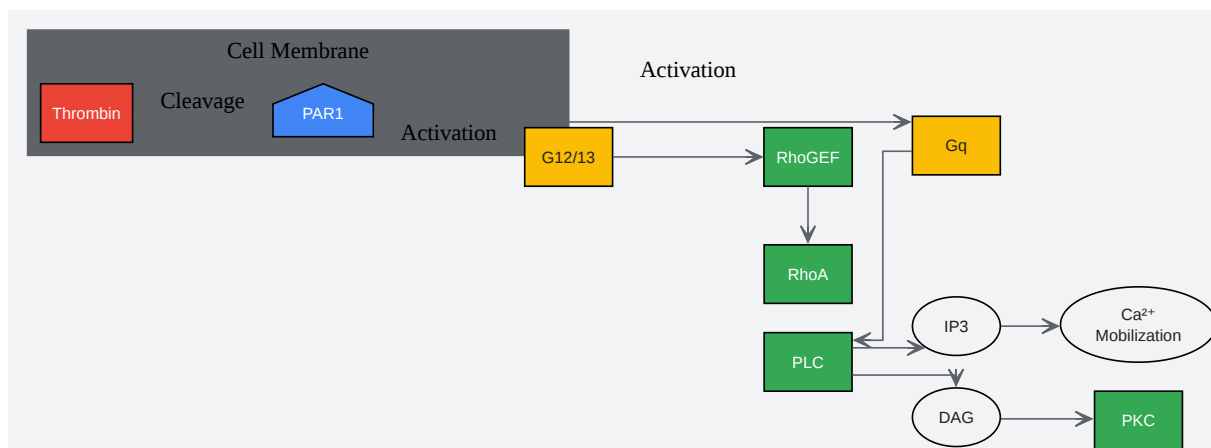 Cell Membrane
Activation
Thrombin
Cleavage
PAR1
Activation
G12/13
RhoGEF
Gq
RhoA
IP3
Ca²⁺
Mobilization
PLC
DAG
PKC